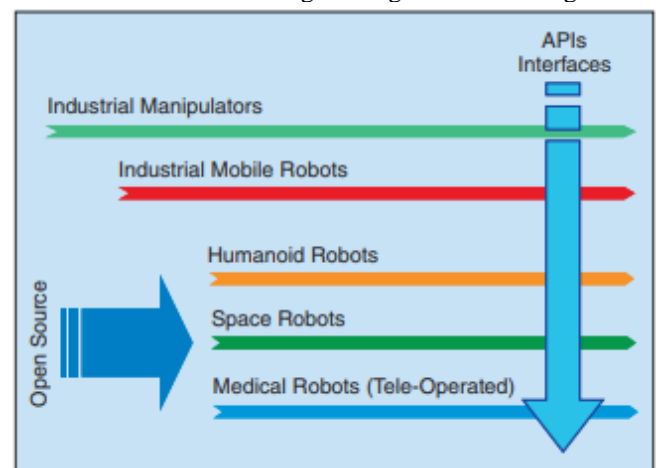 APIs
Interfaces
Industrial Manipulators
Industrial Mobile Robots
Humanoid Robots
Space Robots
Medical Robots (Tele-Operated)
Open Source